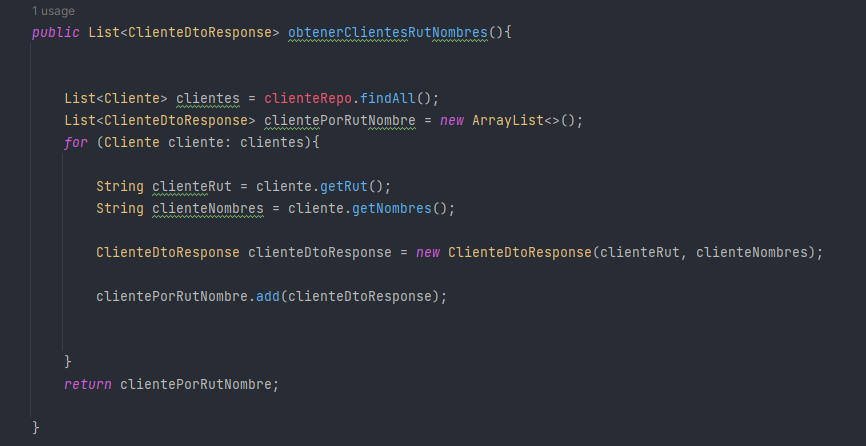 1 usage
public List<ClienteDtoResponse> obtenerClientesRutNombres(){
List<Cliente> clientes = clienteRepo.findAll();
List<ClienteDtoResponse> clientePorRutNombre = new ArrayList<>();
for (Cliente cliente: clientes){
String clienteRut = cliente.getRut();
String clienteNombres = cliente.getNombres();
ClienteDtoResponse clienteDtoResponse = new ClienteDtoResponse(clienteRut, clienteNombres);
clientePorRutNombre.add(clienteDtoResponse);
}
return clientePorRutNombre;
}